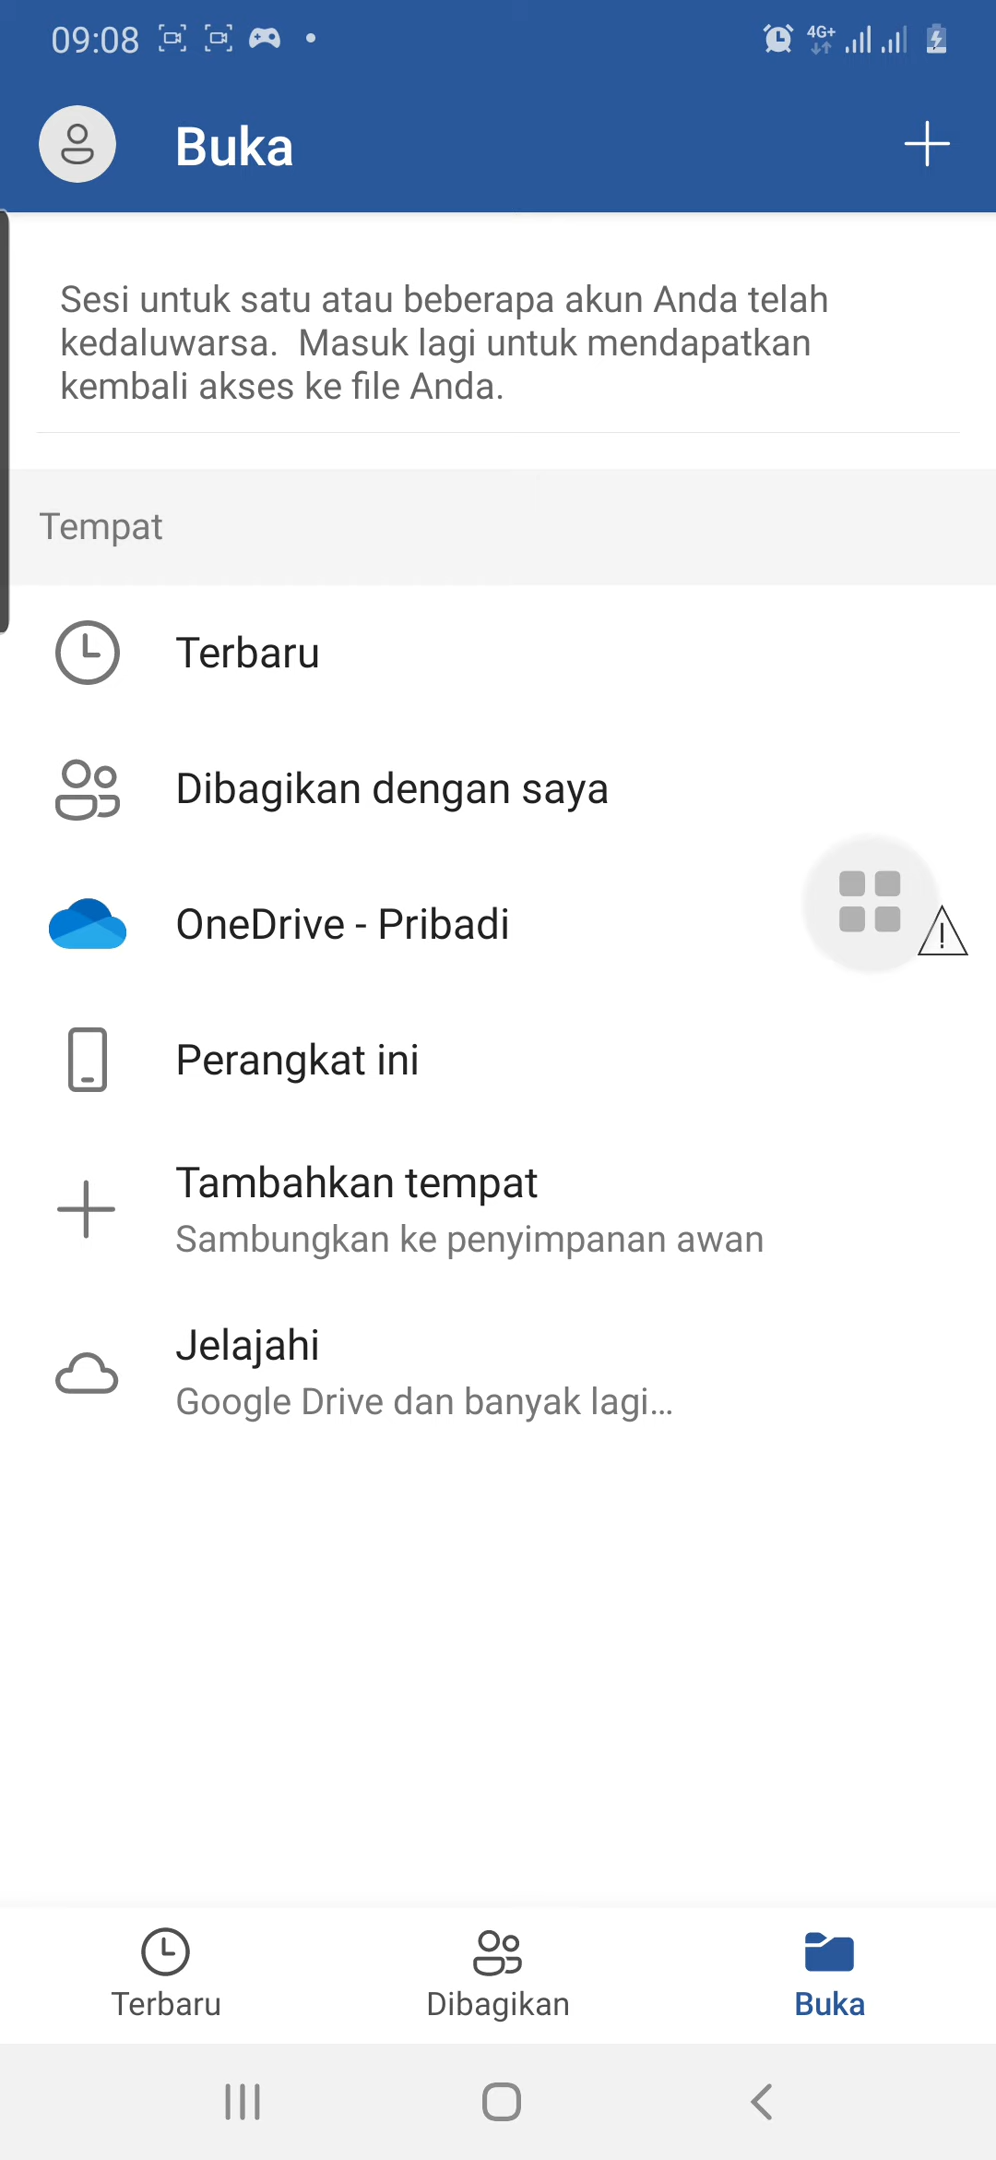 09:08
4G+
Buka
Sesi untuk satu atau beberapa akun Anda telah
kedaluwarsa.  Masuk lagi untuk mendapatkan
kembali akses ke file Anda.
Tempat
Terbaru
Dibagikan dengan saya
OneDrive - Pribadi
Perangkat ini
Tambahkan tempat
Sambungkan ke penyimpanan awan
Jelajahi
Google Drive dan banyak lagi...
Terbaru
Dibagikan
Buka